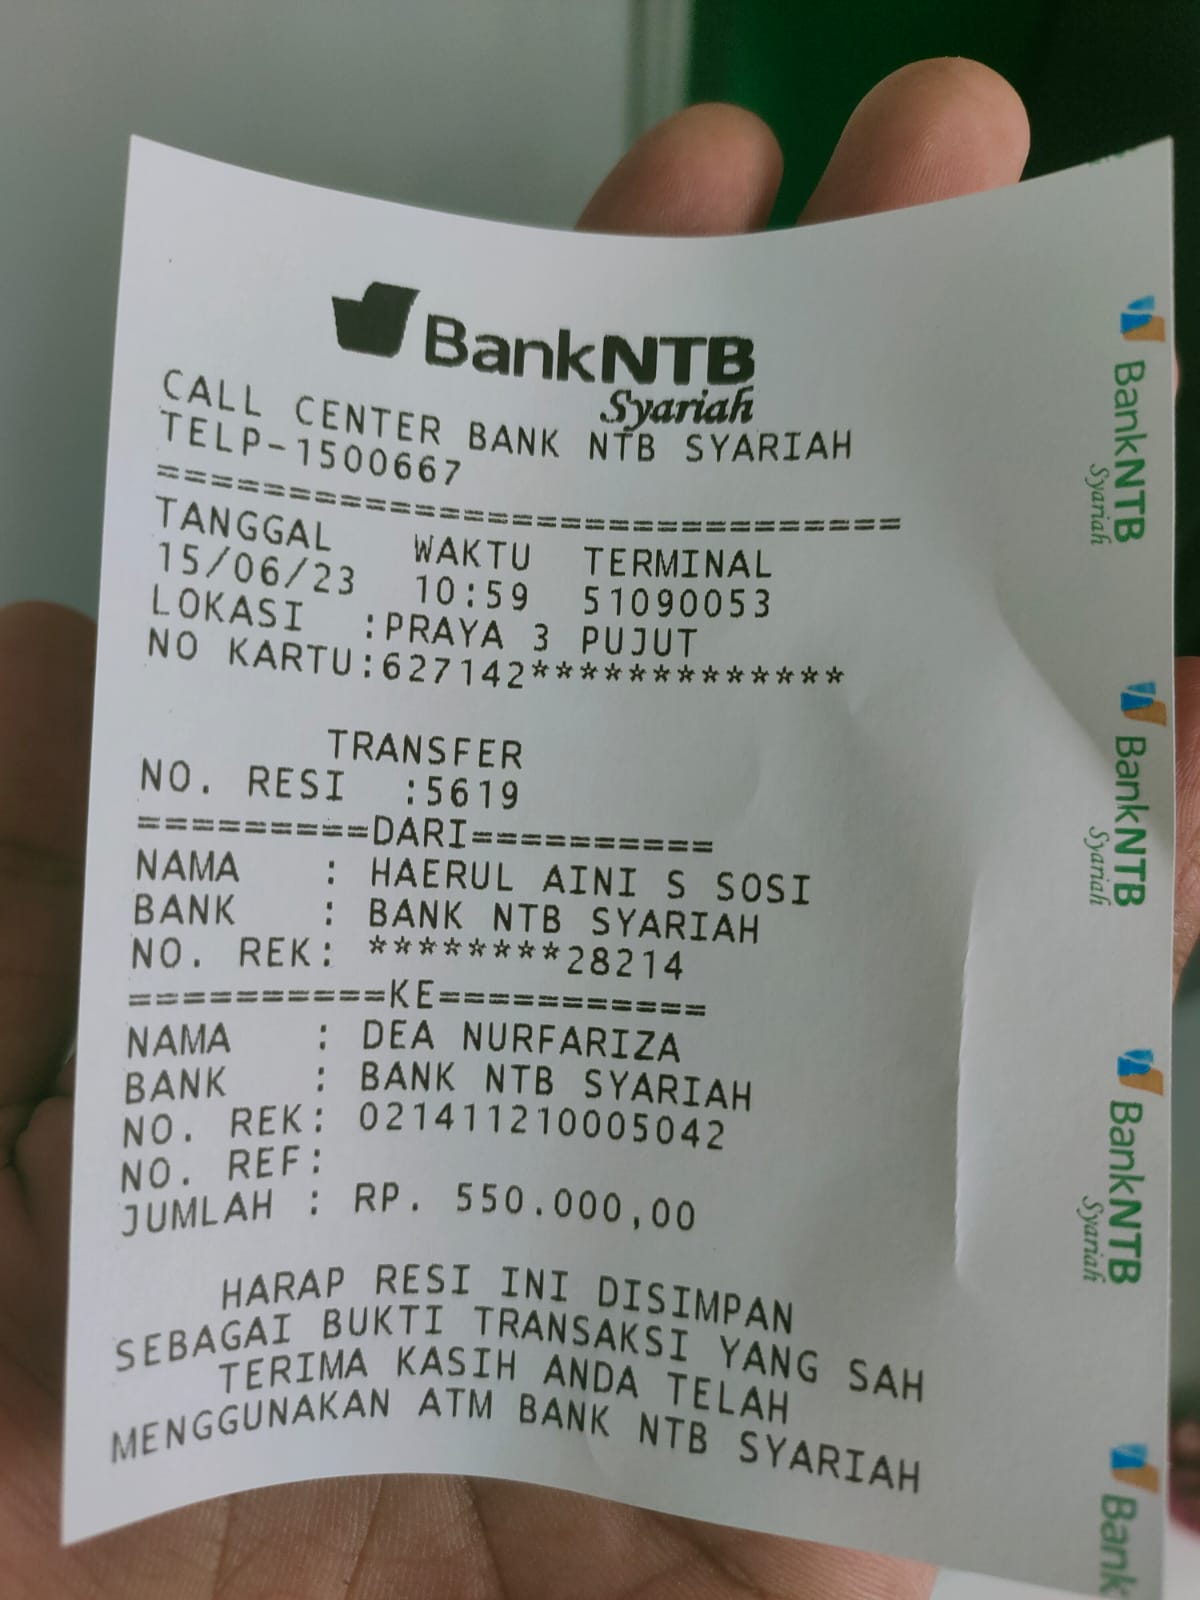 BankNTB
Syariah
CALL CENTER BANK NTB SYARIAH
TELP-1500667
==============================
TANGGAL WAKTU TERMINAL
15/06/23 10:59 51090053
LOKASI :PRAYA 3 PUJUT
NO KARTU:627142*************
TRANSFER
NO. RESI :5619
=========DARI==========
NAMA : HAERUL AINI S SOSI
BANK : BANK NTB SYARIAH
NO. REK: ********28214
==========KE===========
NAMA : DEA NURFARIZA
BANK : BANK NTB SYARIAH
NO. REK: 021411210005042
NO. REF:
JUMLAH : RP. 550.000,00
HARAP RESI INI DISIMPAN
SEBAGAI BUKTI TRANSAKSI YANG SAH
TERIMA KASIH ANDA TELAH
MENGGUNAKAN ATM BANK NTB SYARIAH
BankNTB
Syariah
BankNTB
Syariah
BankNTB
Syariah
Bank